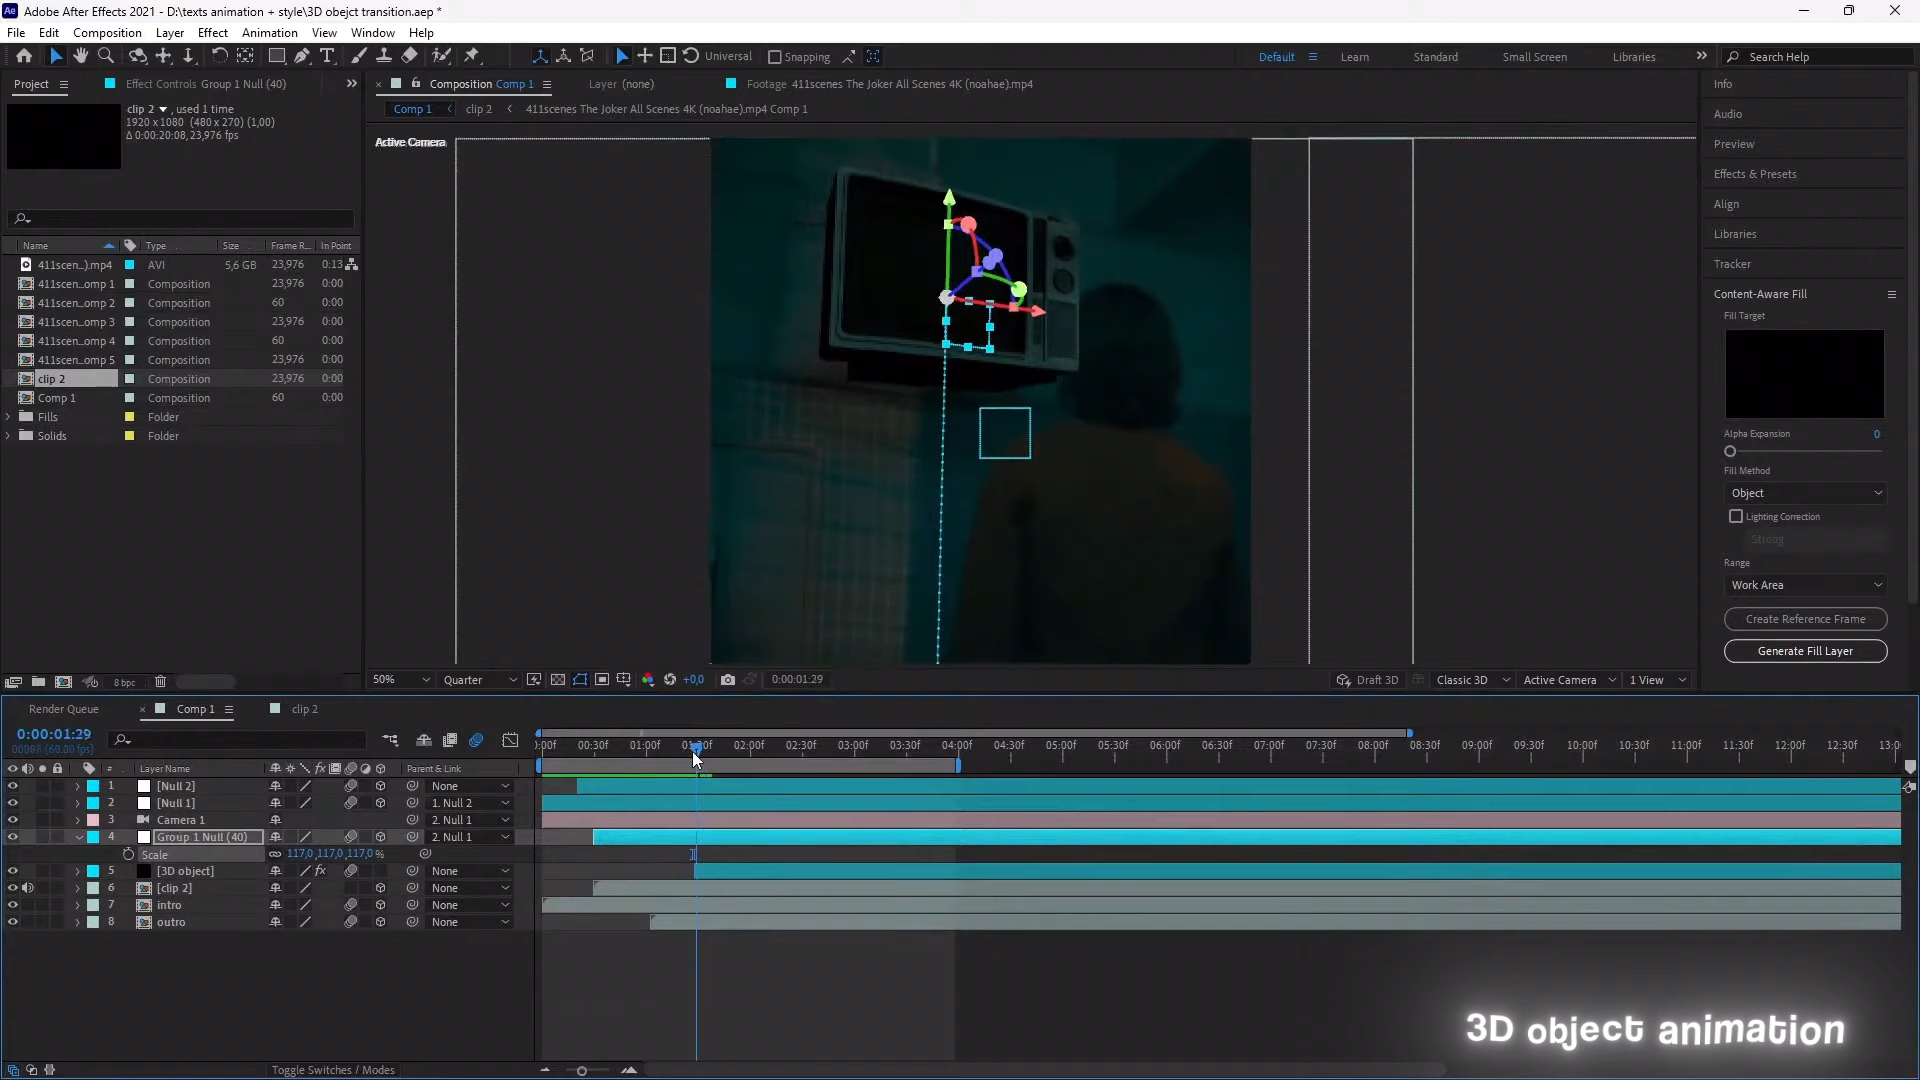 Adobe After Effects 2021 - D:\texts animation + style\3D obejct transition.aep *
File Edit Composition Layer Effect Animation View Window Help
Universal Snapping Default Learn Standard Small Screen Libraries Search Help
Project Effect Controls Group 1 Null (40)
clip 2 , used 1 time
1920 x 1080 (480 x 270) (1,00)
Δ 0:00:20:08, 23,976 fps
Name Type Size Frame R... In Point
411scen...).mp4 AVI 5,6 GB 23,976 0:13
411scen...omp 1 Composition 23,976 0:00
411scen...omp 2 Composition 60 0:00
411scen...omp 3 Composition 23,976 0:00
411scen...omp 4 Composition 60 0:00
411scen...omp 5 Composition 23,976 0:00
clip 2 Composition 23,976 0:00
Comp 1 Composition 60 0:00
Fills Folder
Solids Folder
8 bpc
Composition Comp 1 Layer (none) Footage 411scenes The Joker All Scenes 4K (noahae).mp4
Comp 1 clip 2 411scenes The Joker All Scenes 4K (noahae).mp4 Comp 1
Active Camera
50% Quarter +0,0 0:00:01:29 Draft 3D Classic 3D Active Camera 1 View
Info
Audio
Preview
Effects & Presets
Align
Libraries
Tracker
Content-Aware Fill
Fill Target
Alpha Expansion 0
Fill Method
Object
Lighting Correction
Strong
Range
Work Area
Create Reference Frame
Generate Fill Layer
Render Queue Comp 1 clip 2
0:00:01:29
(60.00 fps)
:00f 00:30f 01:00f 01:30f 02:00f 02:30f 03:00f 03:30f 04:00f 04:30f 05:00f 05:30f 06:00f 06:30f 07:00f 07:30f 08:00f 08:30f 09:00f 09:30f 10:00f 10:30f 11:00f 11:30f 12:00f 12:30f 13:0
# Layer Name fx Parent & Link
1 [Null 2] None
2 [Null 1] 1. Null 2
3 Camera 1 2. Null 1
4 Group 1 Null (40) 2. Null 1
Scale 117,0,117,0,117,0%
5 [3D object] fx None
6 [clip 2] None
7 intro None
8 outro None
Toggle Switches / Modes
3D object animation